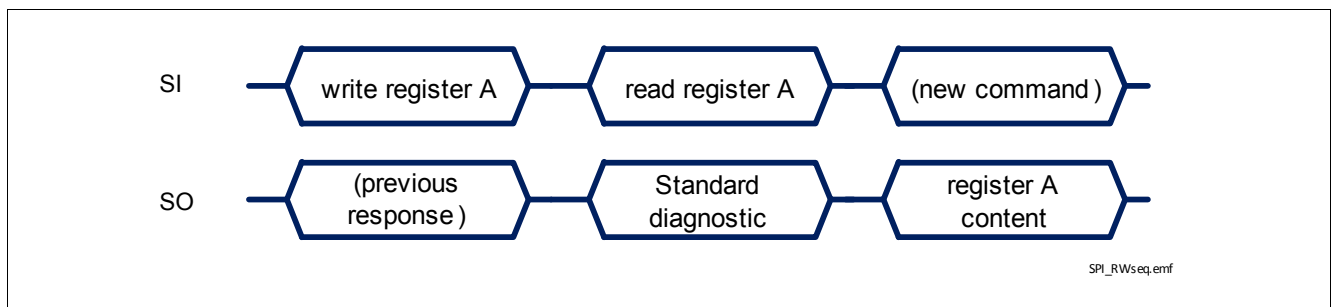 SI
write register A
read register A
(new command )
SO
(previous
response )
Standard
diagnostic
register A
content
SPI_RWseq.emf